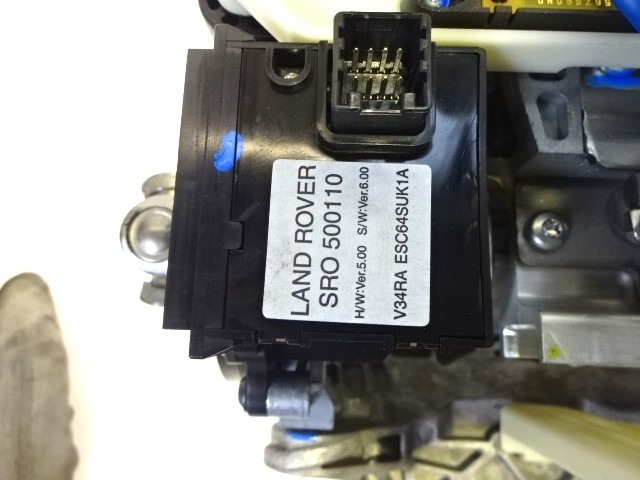 LAND ROVER
SRO 500110
H/W:Ver.5.00 S/W:Ver.6.00
V34RA ESC64SUK1A